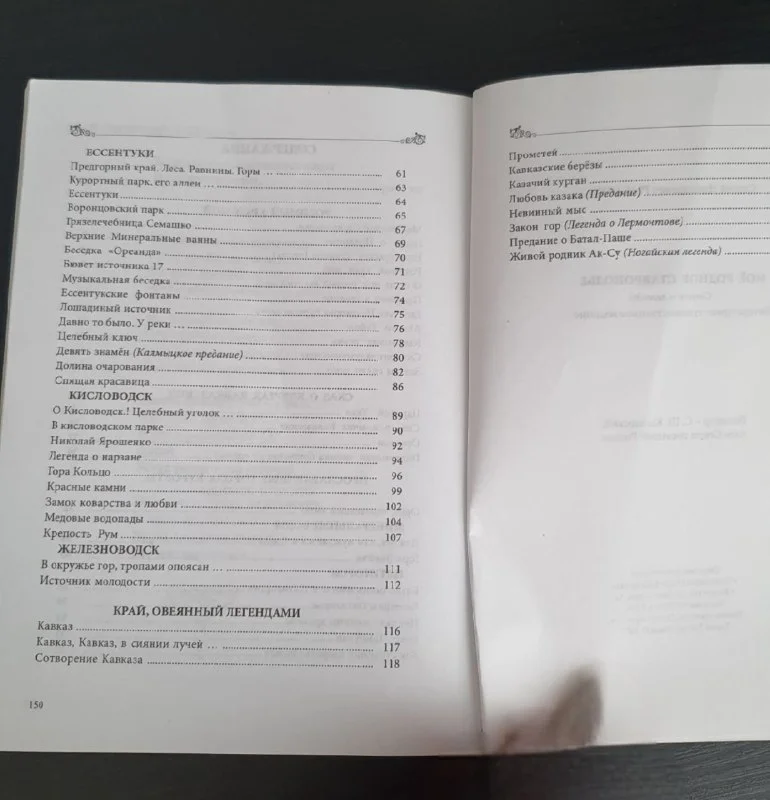 ЕССЕНТУКИ
Предгорный край. Леса. Равнины. Горы … 61
Курортный парк, его аллеи … 63
Ессентуки 64
Воронцовский парк 65
Грязелечебница Семашко 67
Верхние Минеральные ванны 69
Беседка «Ореанда» 70
Бювет источника 17 71
Музыкальная беседка 72
Ессентукские фонтаны 74
Лошадиный источник 75
Давно то было. У реки … 76
Целебный ключ 78
Девять знамён (Калмыцкое предание) 80
Долина очарования 82
Спящая красавица 86
КИСЛОВОДСК
О Кисловодск! Целебный уголок … 89
В кисловодском парке 90
Николай Ярошенко 92
Легенда о нарзане 94
Гора Кольцо 96
Красные камни 99
Замок коварства и любви 102
Медовые водопады 104
Крепость Рум 107
ЖЕЛЕЗНОВОДСК
В окружье гор, тропами опоясан … 111
Источник молодости 112
КРАЙ, ОВЕЯННЫЙ ЛЕГЕНДАМИ
Кавказ 116
Кавказ, Кавказ, в сиянии лучей … 117
Сотворение Кавказа 118
150
Прометей
Кавказские берёзы
Казачий курган
Любовь казака (Предание)
Невинный мыс
Закон гор (Легенда о Лермонтове)
Предание о Батал-Паше
Живой родник Ак-Су (Ногайская легенда)